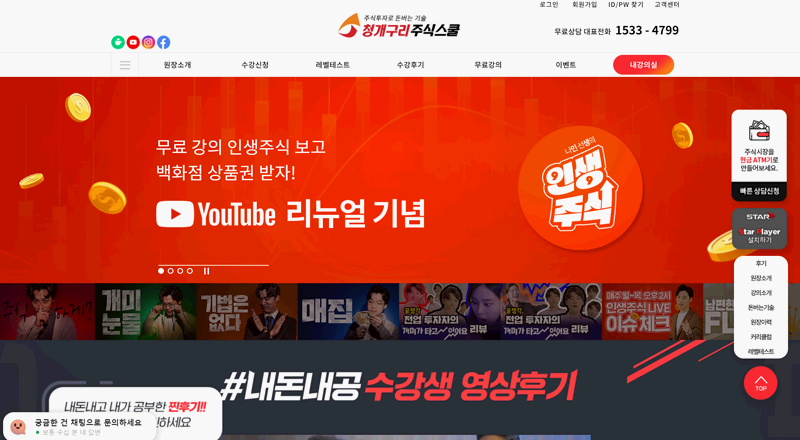 로그인 회원가입 ID/PW 찾기 고객센터
주식투자로 돈버는 기술
청개구리 주식스쿨
무료상담 대표전화 1533 - 4799
원장소개 수강신청 레벨테스트 수강후기 무료강의 이벤트 내강의실
무료 강의 인생주식 보고
백화점 상품권 받자!
YouTube 리뉴얼 기념
나인 선생의
인생
주식
주식시장을
현금 ATM기로
만들어보세요.
빠른 상담신청
STAR
Star Player
설치하기
후기
원장소개
강의소개
돈버는기술
원장이력
커리큘럼
레벨테스트
TOP
개미
눈물
기법은
없다
매집
전업 투자자의
개미가 타고 있어요 리뷰
전업 투자자의
개미가 타고 있어요 리뷰
매주 월~목 오후 2시
인생주식 LIVE
이슈 체크
남편한
#내돈내공 수강생 영상후기
내돈내고 내가 공부한 찐후기!!
하세요
궁금한 건 채팅으로 문의하세요
보통 수십 분 내 답변